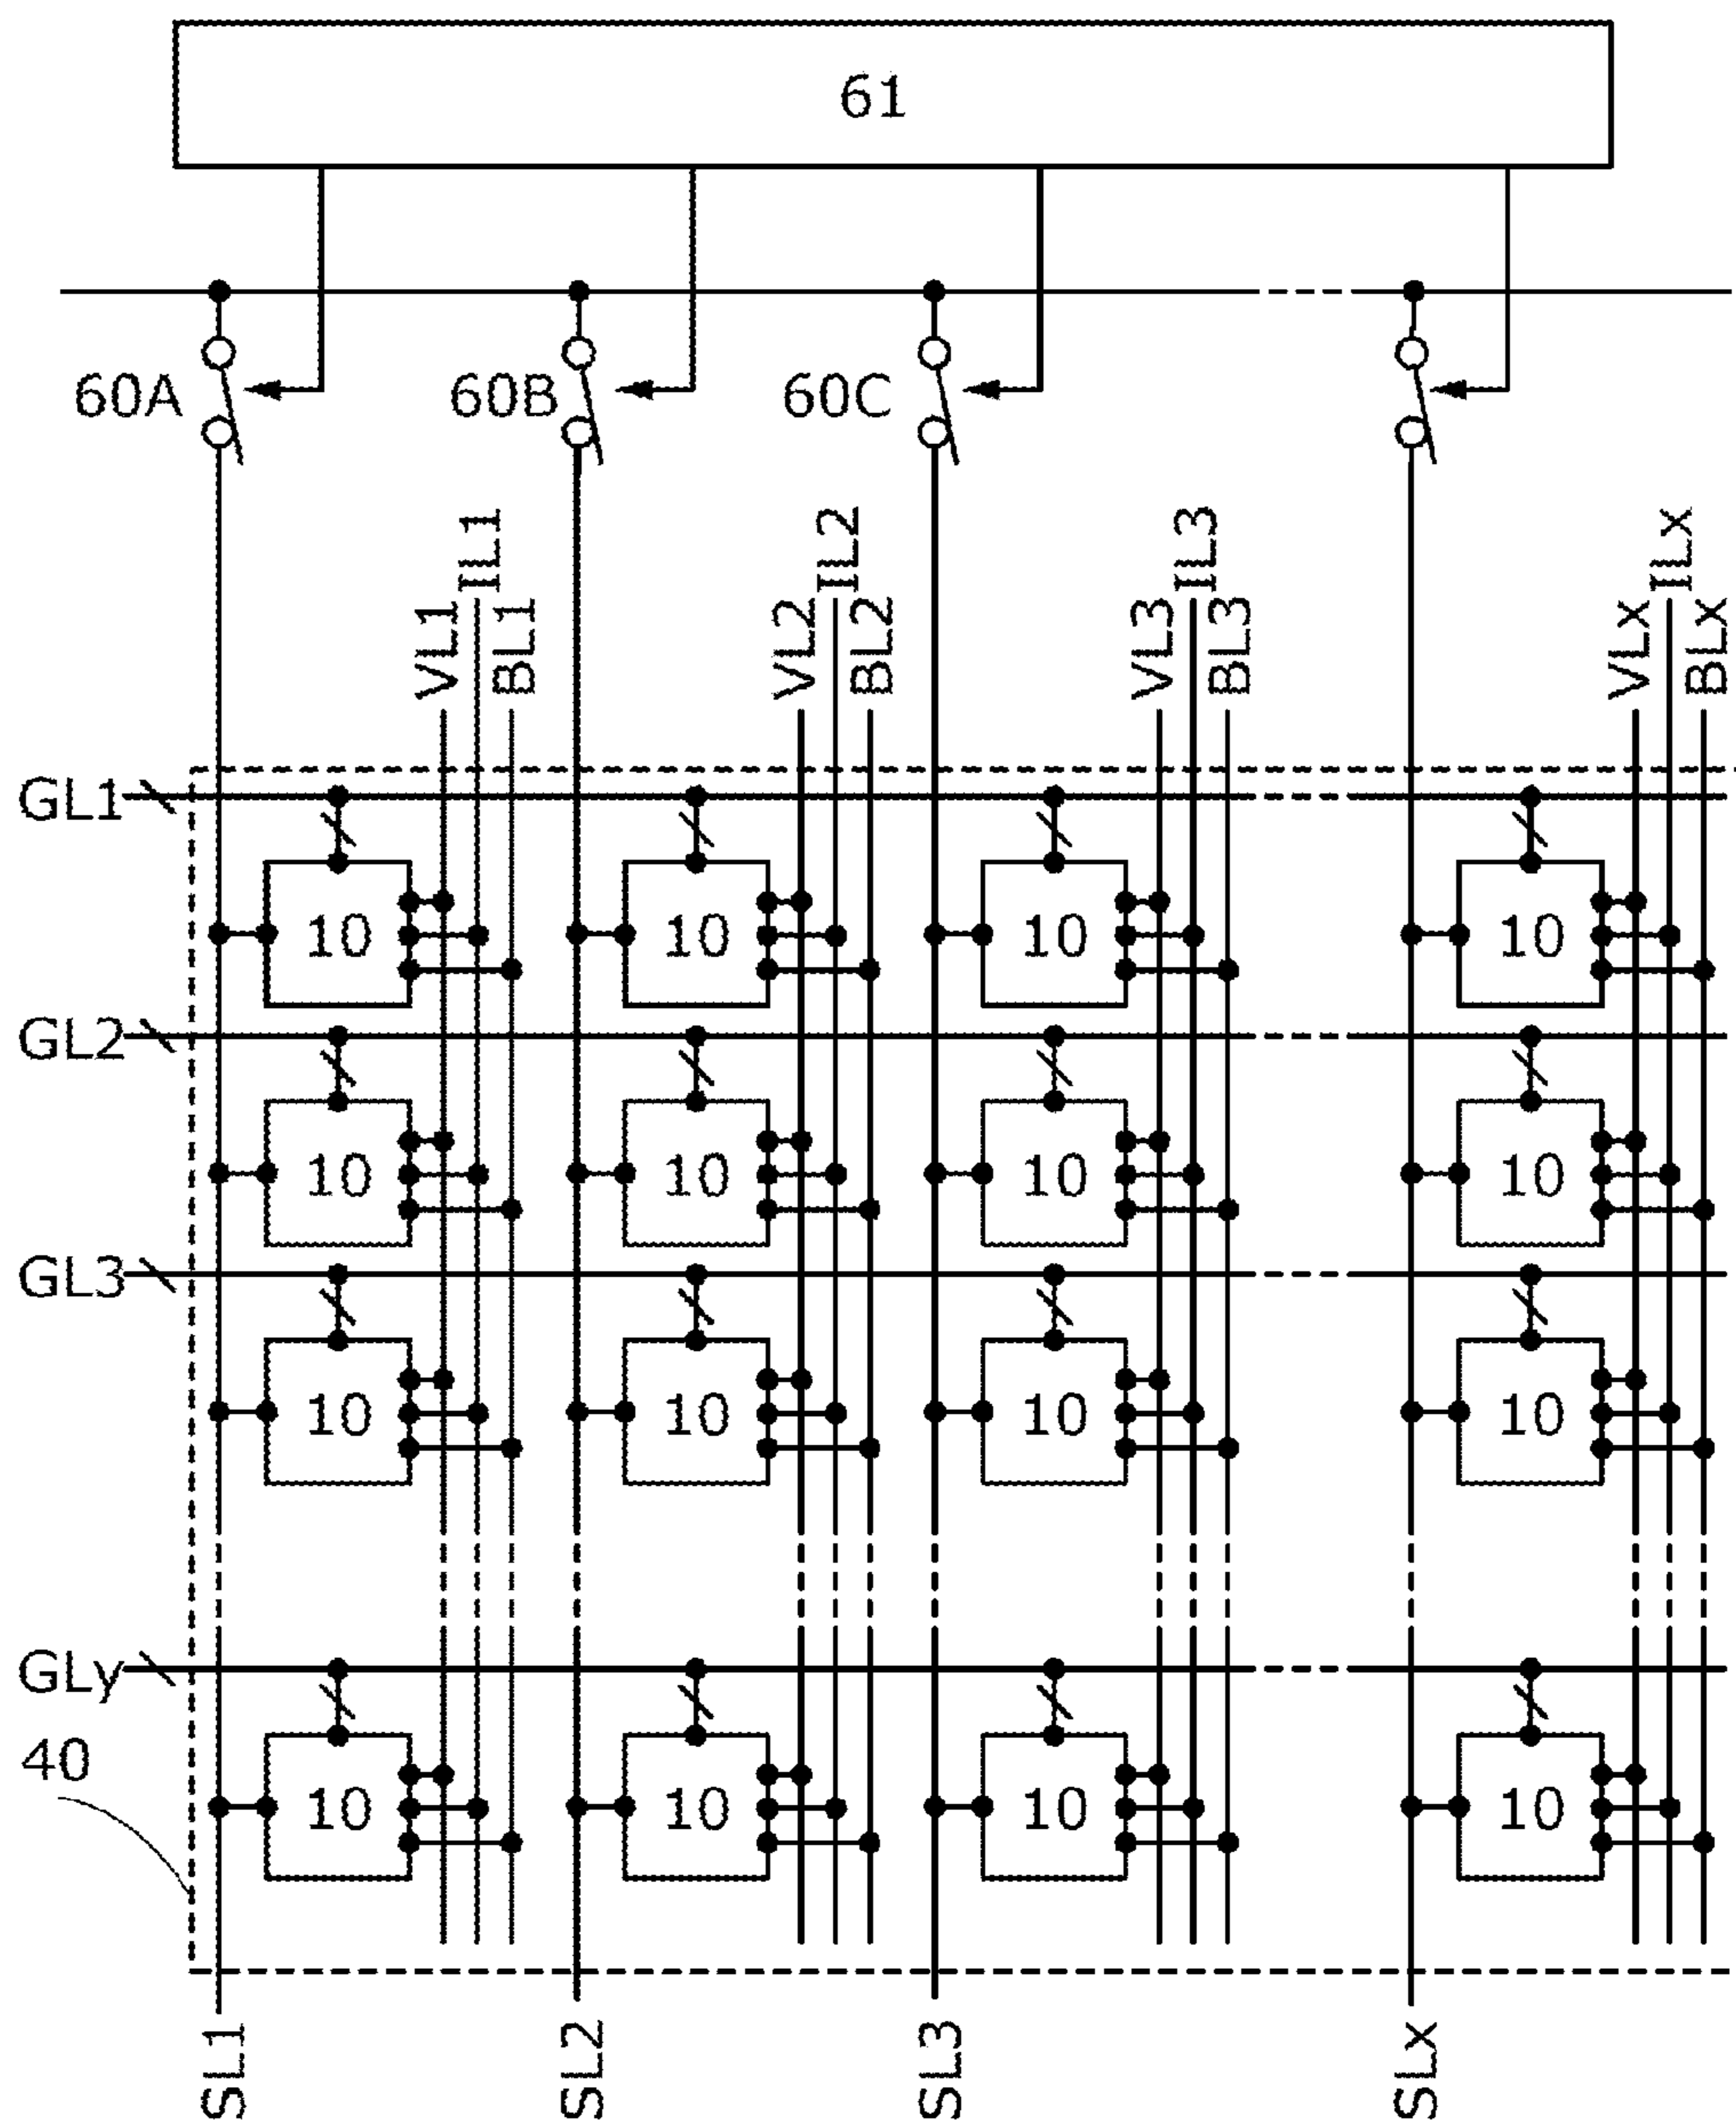 61
60A 60B 60C
IL1 IL2 IL3 ILx
VL1 BL1 VL2 BL2 VL3 BL3 VLx BLx
GL1
10 10 10 10
GL2
10 10 10 10
GL3
10 10 10 10
GLy
40
10 10 10 10
SL1 SL2 SL3 SLx